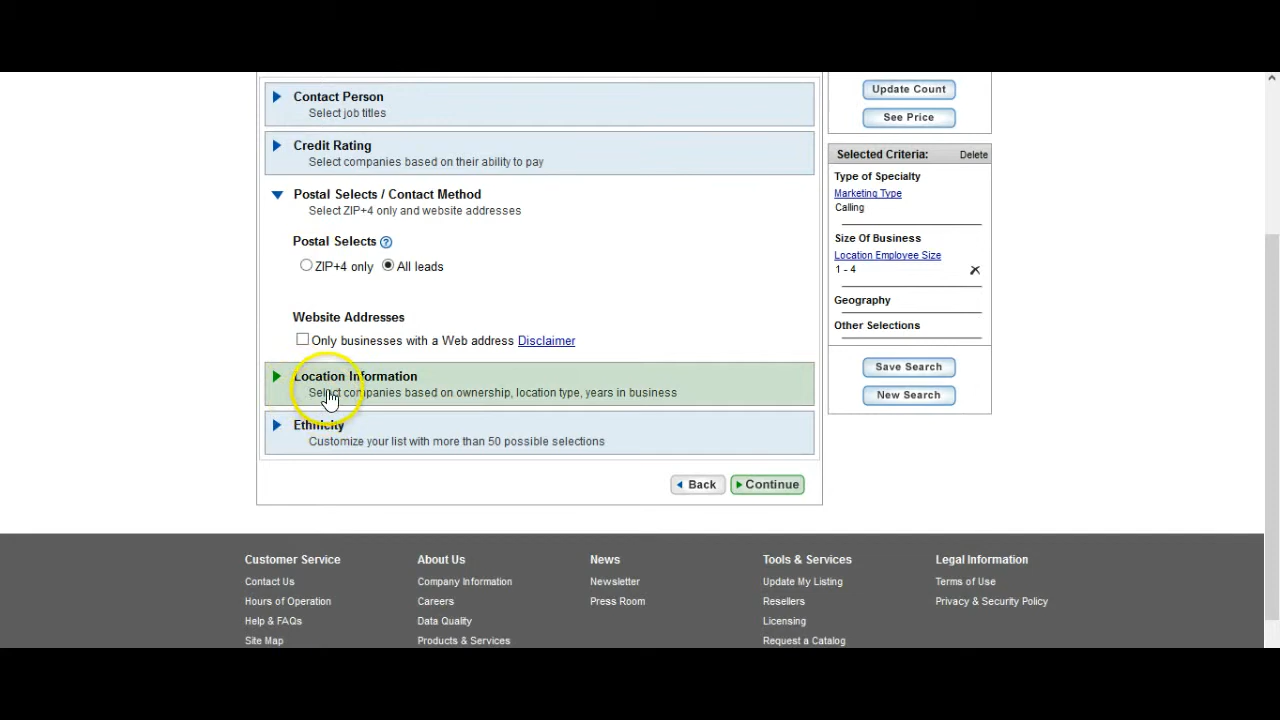 Contact Person
Select job titles
Credit Rating
Select companies based on their ability to pay
Postal Selects / Contact Method
Select ZIP+4 only and website addresses
Postal Selects ?
ZIP+4 only All leads
Website Addresses
Only businesses with a Web address Disclaimer
Location Information
Select companies based on ownership, location type, years in business
Ethnicity
Customize your list with more than 50 possible selections
Back Continue
Update Count
See Price
Selected Criteria: Delete
Type of Specialty
Marketing Type
Calling
Size Of Business
Location Employee Size
1 - 4
Geography
Other Selections
Save Search
New Search
Customer Service
Contact Us
Hours of Operation
Help & FAQs
Site Map
About Us
Company Information
Careers
Data Quality
Products & Services
News
Newsletter
Press Room
Tools & Services
Update My Listing
Resellers
Licensing
Request a Catalog
Legal Information
Terms of Use
Privacy & Security Policy